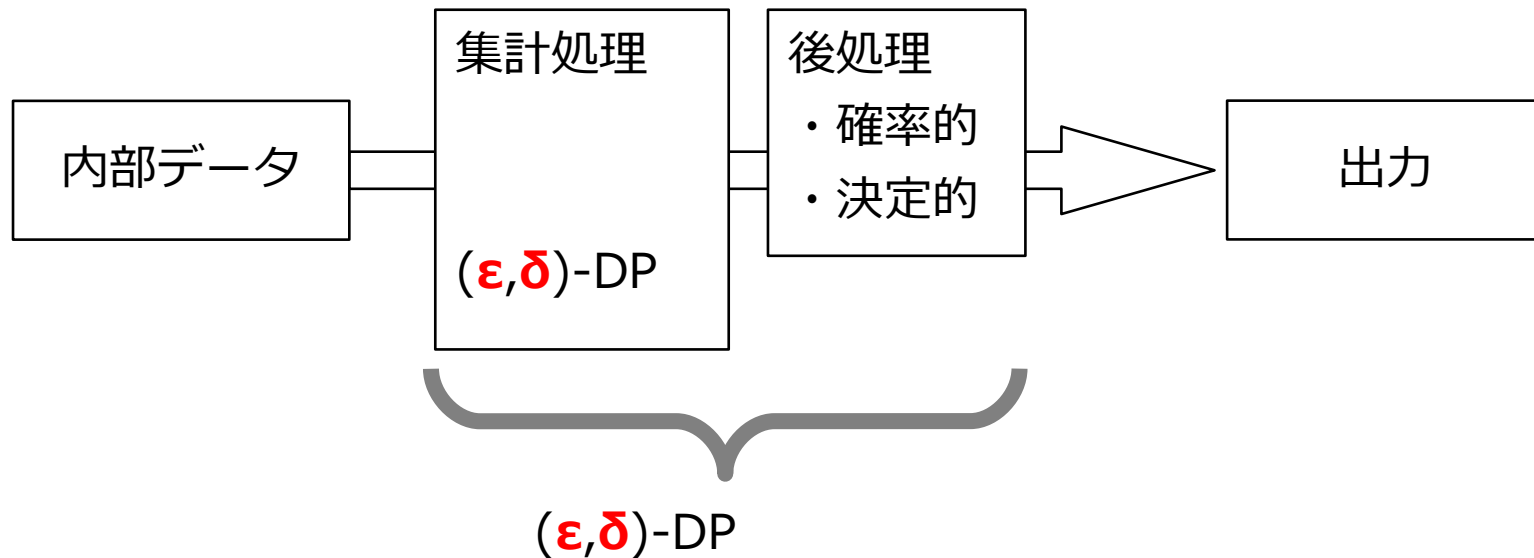 内部データ
集計処理
(ε,δ)-DP
後処理
・確率的
・決定的
出力
(ε,δ)-DP